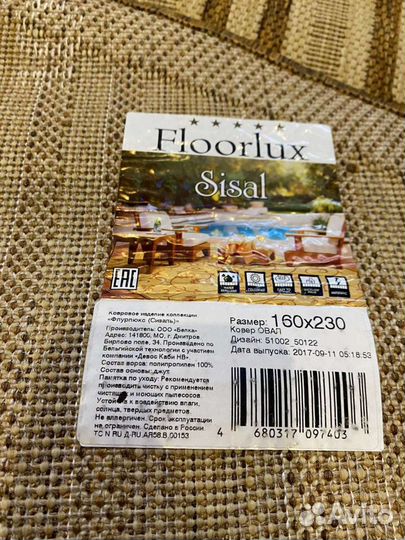 ★★★★★
Floorlux
Sisal
EAC
Ковровое изделие коллекции
«Флурлюкс (Сизаль)»
Производитель: ООО «Белка»
Адрес: 141800, МО, г. Дмитров
Бирлово поле, 34. Произведено по
Бельгийской технологии с участием
компании «Девос Каби НВ»
Состав ворса: полипропилен 100%
Состав основы: джут.
Памятка по уходу: Рекомендуется
производить чистку с применением
чистящих и моющих пылесосов.
Устойчив к воздействию влаги,
солнца, твердых предметов.
Не аллергичен. Срок эксплуатации
не ограничен. Сделано в России
ТС N RU Д-RU.АЯ58.В.00153
Размер: 160x230
Ковер ОВАЛ
Дизайн: 51002 50122
Дата выпуска: 2017-09-11 05:18:53
4 680317 097403
Avito